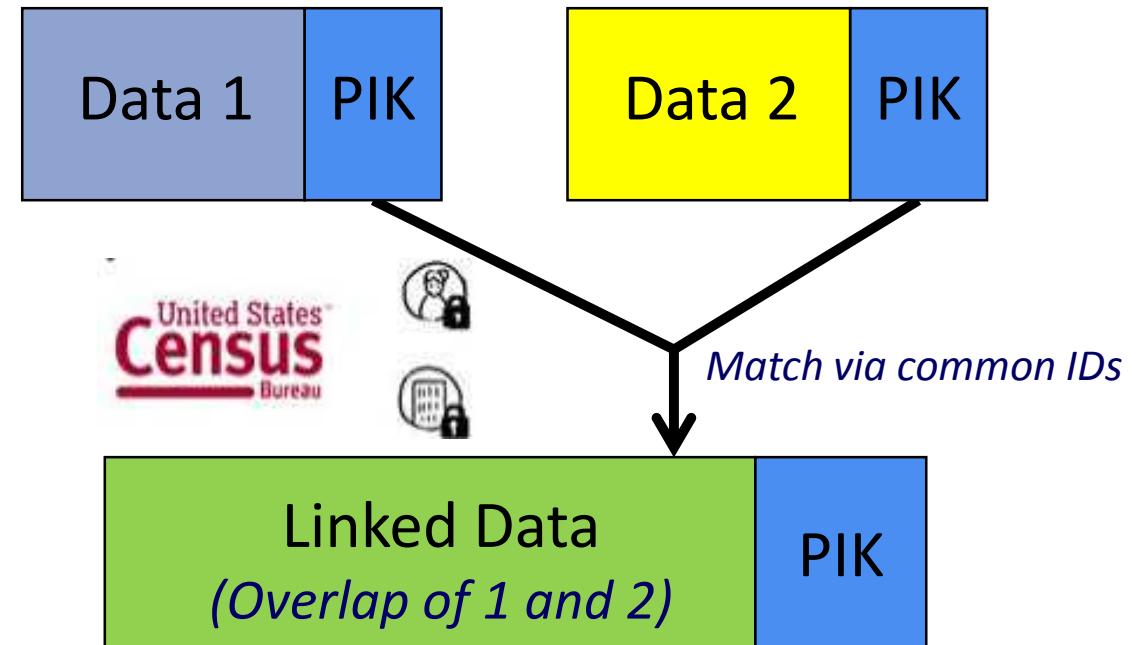 Data 1
PIK
Data 2
PIK
United States
Census
Bureau
Match via common IDs
Linked Data
(Overlap of 1 and 2)
PIK